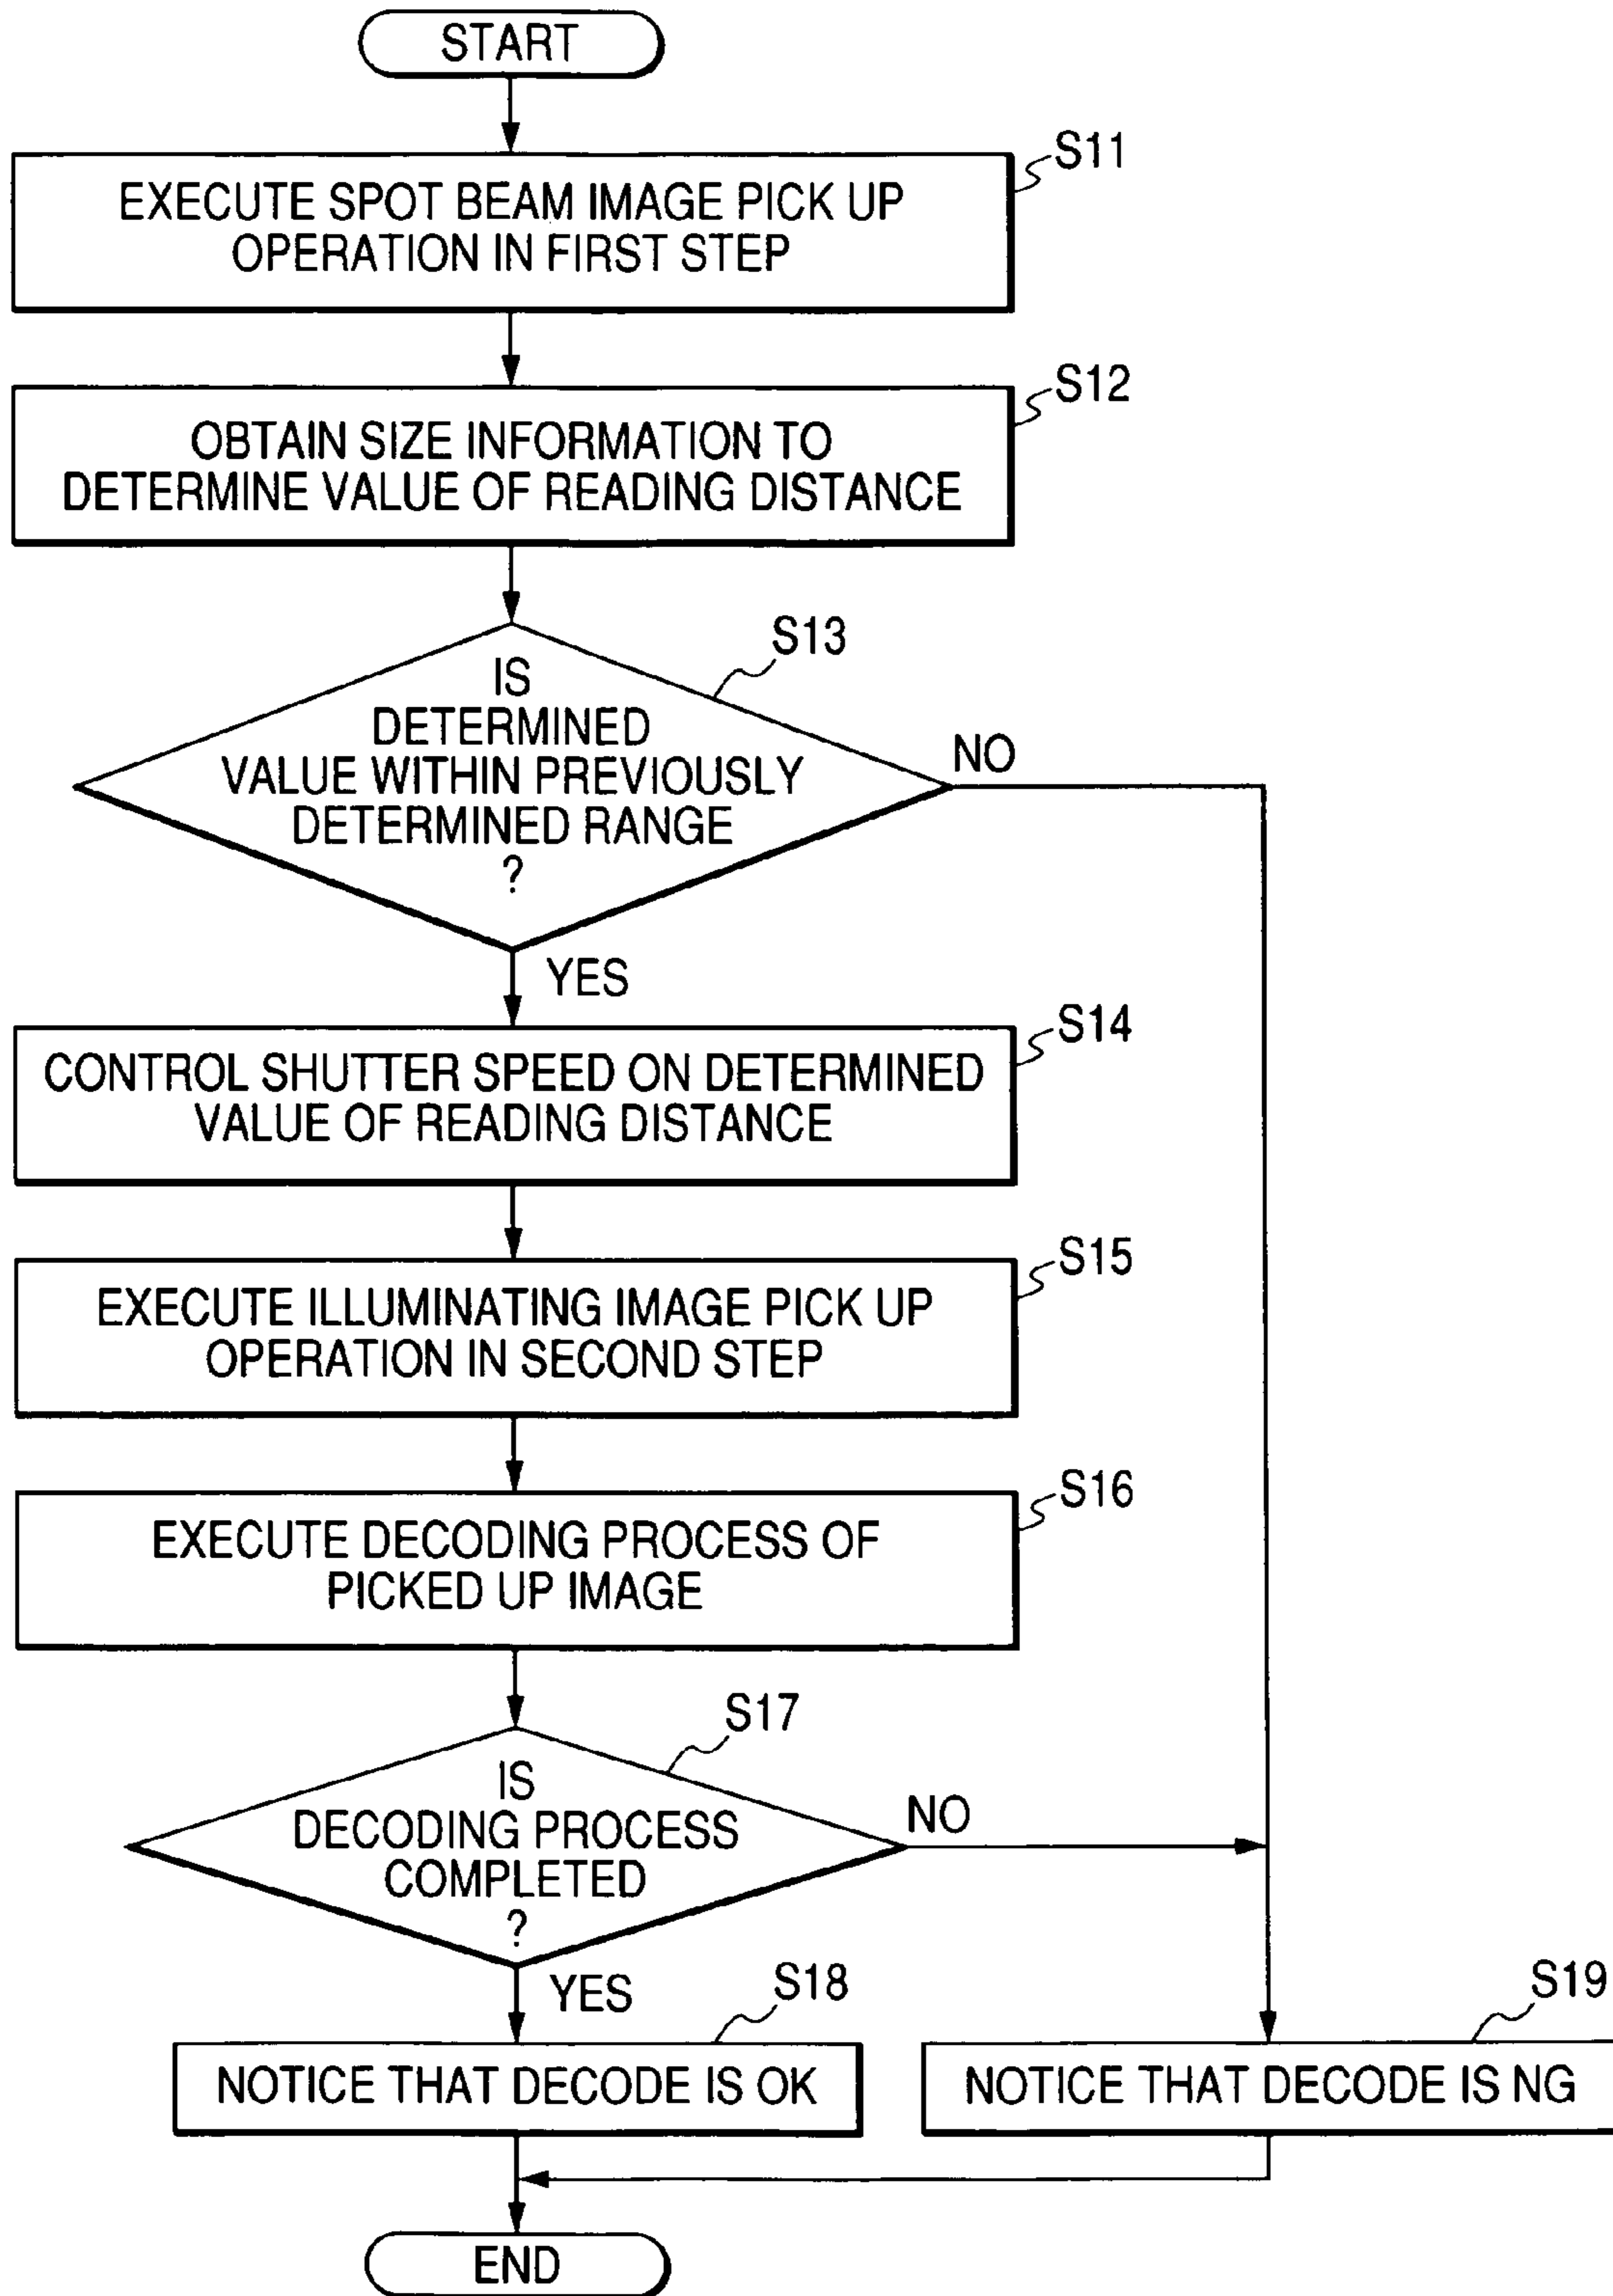 START
S11
EXECUTE SPOT BEAM IMAGE PICK UP
OPERATION IN FIRST STEP
S12
OBTAIN SIZE INFORMATION TO
DETERMINE VALUE OF READING DISTANCE
S13
IS
DETERMINED
VALUE WITHIN PREVIOUSLY
DETERMINED RANGE
?
NO
YES
S14
CONTROL SHUTTER SPEED ON DETERMINED
VALUE OF READING DISTANCE
S15
EXECUTE ILLUMINATING IMAGE PICK UP
OPERATION IN SECOND STEP
S16
EXECUTE DECODING PROCESS OF
PICKED UP IMAGE
S17
IS
DECODING PROCESS
COMPLETED
?
NO
YES
S18
NOTICE THAT DECODE IS OK
S19
NOTICE THAT DECODE IS NG
END